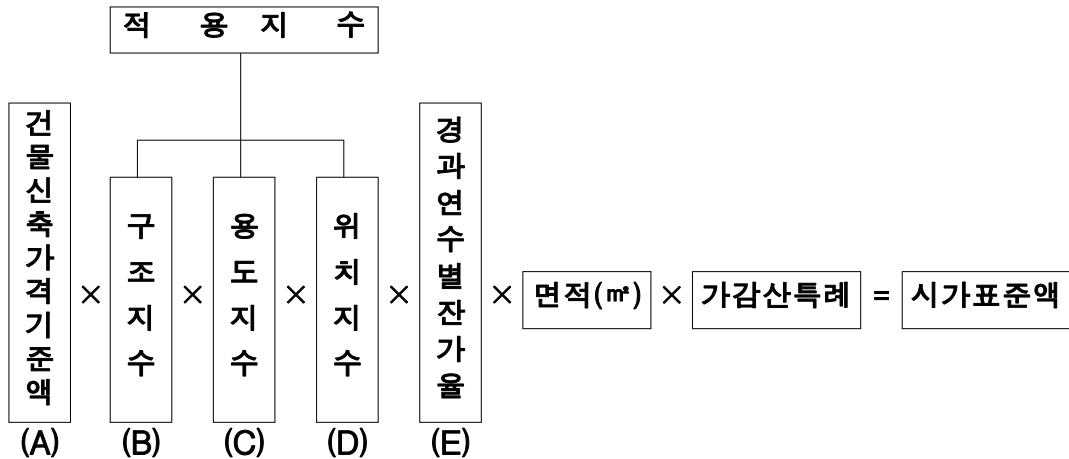 적 용 지 수
건물신축가격기준액
×
구조지수
×
용도지수
×
위치지수
×
경과연수별잔가율
×
면적(㎡)
×
가감산특례
=
시가표준액
(A)
(B)
(C)
(D)
(E)